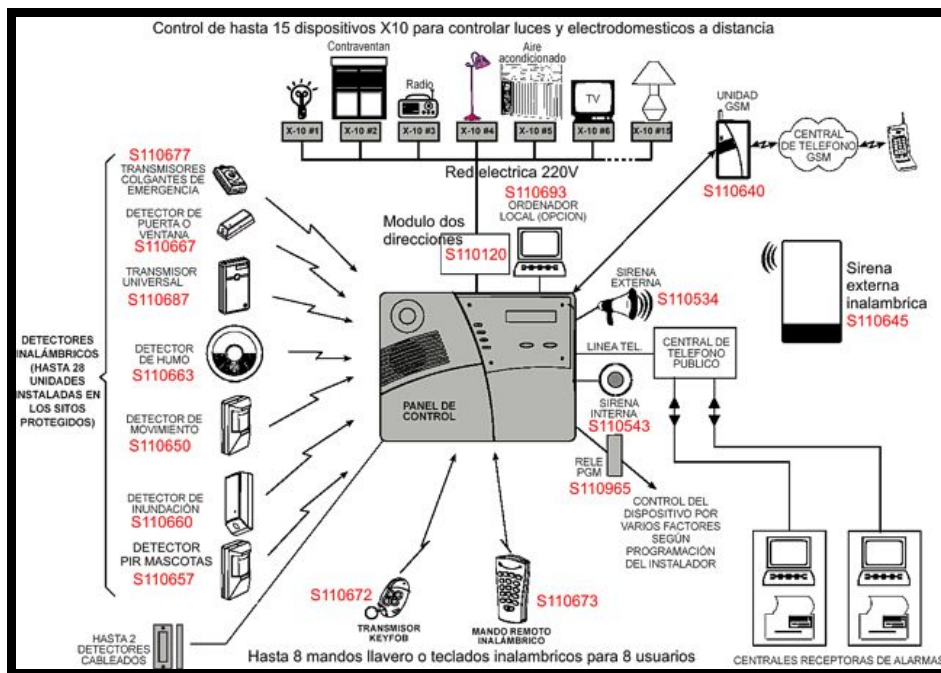 Control de hasta 15 dispositivos X10 para controlar luces y electrodomesticos a distancia
Contraventan
Radio
Aire
acondicionado
TV
X-10 #1
X-10 #2
X-10 #3
X-10 #4
X-10 #5
X-10 #6
X-10 #15
Red electrica 220V
UNIDAD
GSM
S110640
CENTRAL
DE TELEFONO
GSM
S110677
TRANSMISORES
COLGANTES DE
EMERGENCIA
DETECTOR DE
PUERTA O
VENTANA
S110667
TRANSMISOR
UNIVERSAL
S110687
DETECTOR
DE HUMO
S110663
DETECTOR DE
MOVIMIENTO
S110650
DETECTOR DE
INUNDACIÓN
S110660
DETECTOR
PIR MASCOTAS
S110657
DETECTORES
INALÁMBRICOS
(HASTA 28
UNIDADES
INSTALADAS EN
LOS SITOS
PROTEGIDOS)
HASTA 2
DETECTORES
CABLEADOS
Modulo dos
direcciones
S110120
S110693
ORDENADOR
LOCAL (OPCION)
PANEL DE
CONTROL
SIRENA
EXTERNA
S110534
Sirena
externa
inalambrica
S110645
LINEA TEL.
CENTRAL DE
TELEFONO
PUBLICO
SIRENA
INTERNA
S110543
RELE
PGM
S110965
CONTROL DEL
DISPOSITIVO POR
VARIOS FACTORES
SEGÚN
PROGRAMACIÓN
DEL INSTALADOR
S110672
TRANSMITOR
KEYFOB
S110673
MANDO REMOTO
INALÁMBRICO
Hasta 8 mandos llavero o teclados inalambricos para 8 usuarios
CENTRALES RECEPTORAS DE ALARMAS